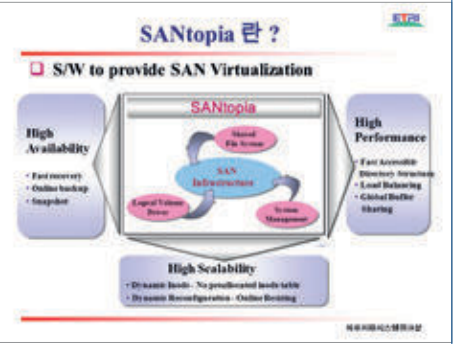 ETRI
SANtopia 란 ?
S/W to provide SAN Virtualization
SANtopia
High
Availability
• Fast recovery
• Online backup
• Snapshot
Shared
File System
SAN
Infrastructure
Logical Volume
Driver
System
Management
High
Performance
• Fast Accessible
Directory Structure
• Load Balancing
• Global Buffer
Sharing
High Scalability
• Dynamic Inode - No preallocated inode table
• Dynamic Reconfiguration - Online Resizing